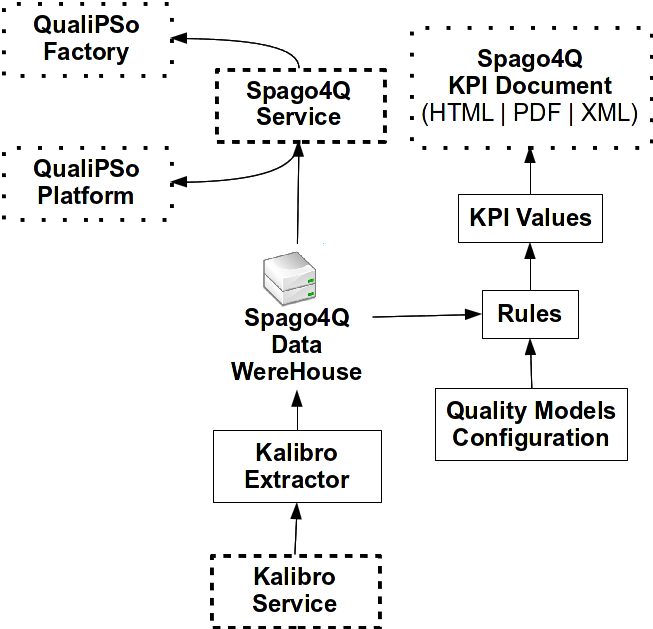 QualiPSo
Factory
Spago4Q
Service
Spago4Q
KPI Document
(HTML | PDF | XML)
QualiPSo
Platform
KPI Values
Spago4Q
Data
WereHouse
Rules
Quality Models
Configuration
Kalibro
Extractor
Kalibro
Service